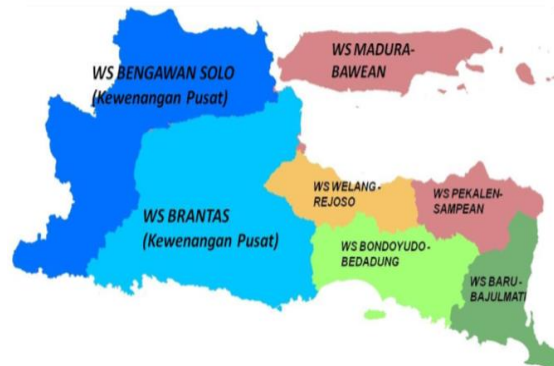 WS BENGAWAN SOLO
(Kewenangan Pusat)
WS MADURA-
BAWEAN
WS BRANTAS
(Kewenangan Pusat)
WS WELANG -
REJOSO
WS PEKALEN-
SAMPEAN
WS BONDOYUDO -
BEDADUNG
WS BARU -
BAJULMATI